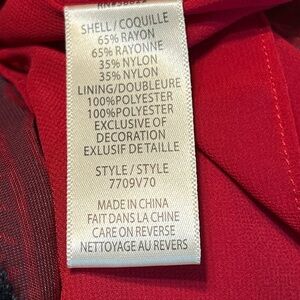 SHELL/COQUILLE
65% RAYON
65% RAYONNE
35% NYLON
35% NYLON
LINING/DOUBLURE
100%POLYESTER
100%POLYESTER
EXCLUSIVE OF
DECORATION
EXLUSIF DE TAILLE
STYLE/STYLE
7709V70
MADE IN CHINA
FAIT DANS LA CHINE
CARE ON REVERSE
NETTOYAGE AU REVERS